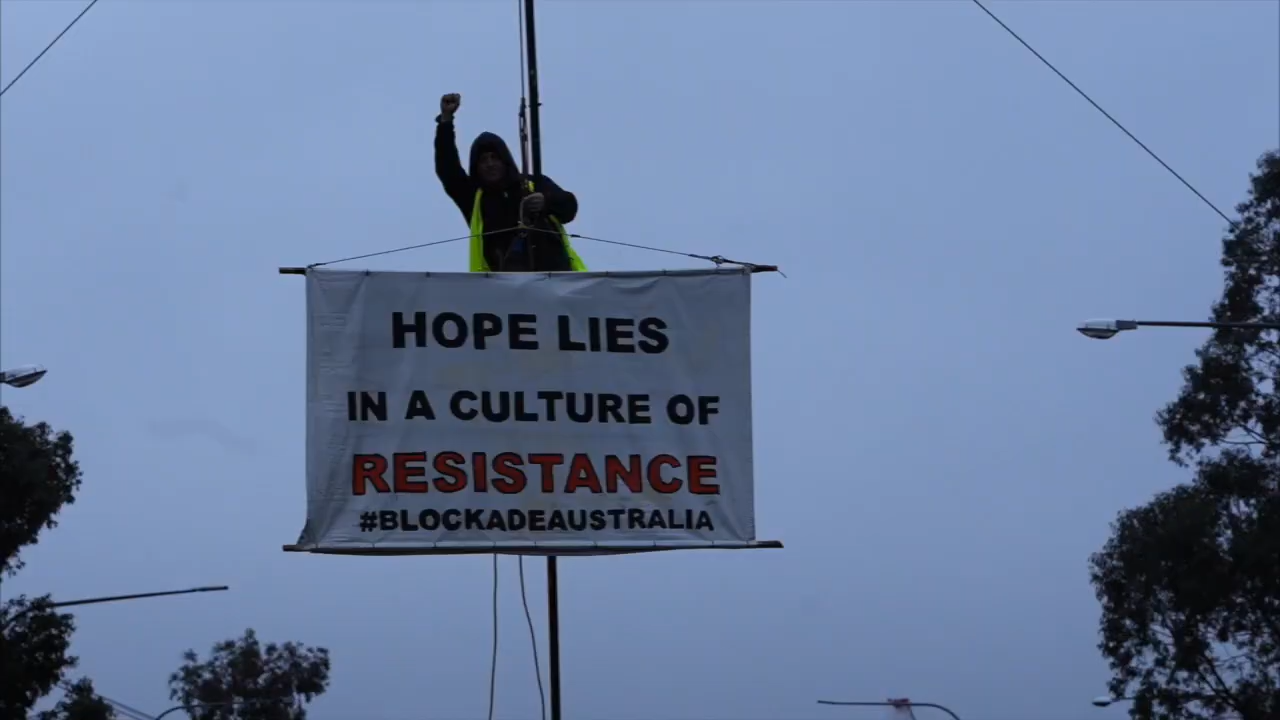 HOPE LIES
IN A CULTURE OF
RESISTANCE
#BLOCKADEAUSTRALIA